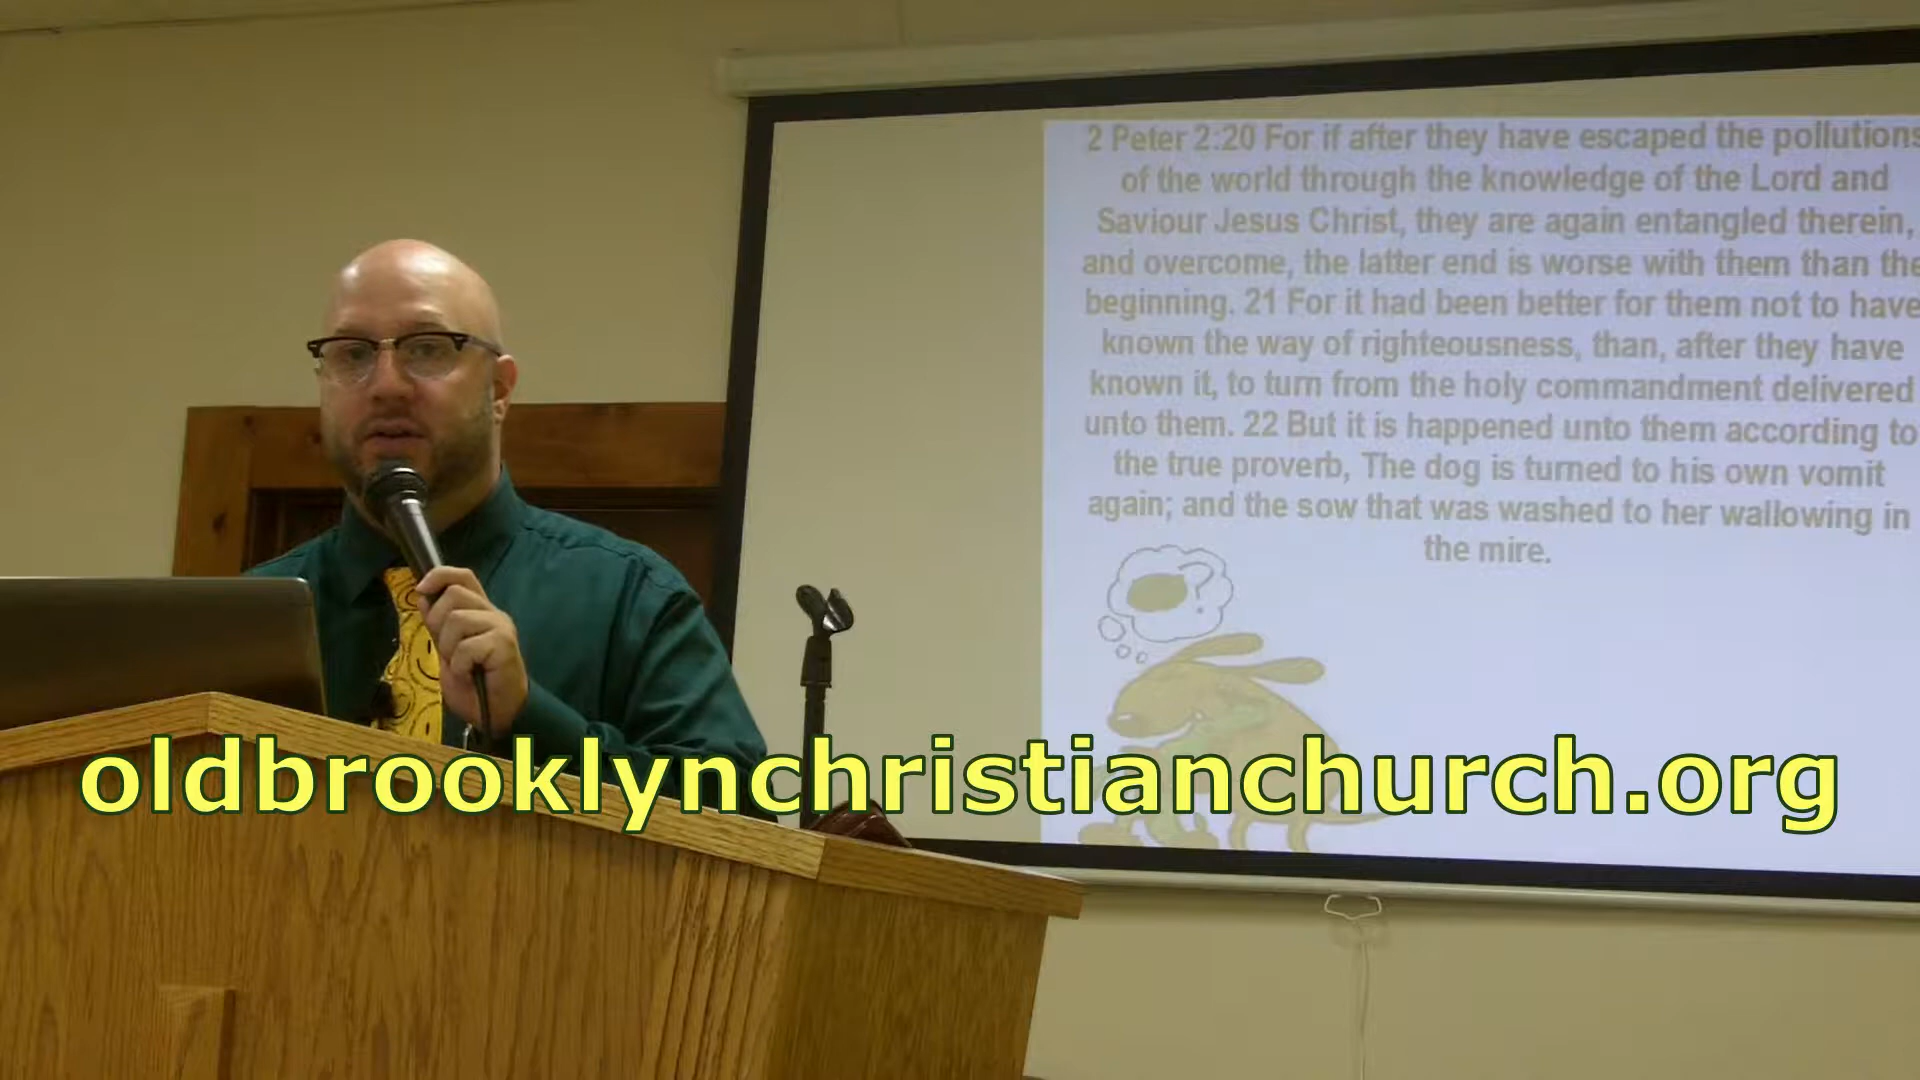 2 Peter 2:20 For if after they have escaped the pollutions
of the world through the knowledge of the Lord and
Saviour Jesus Christ, they are again entangled therein,
and overcome, the latter end is worse with them than the
beginning. 21 For it had been better for them not to have
known the way of righteousness, than, after they have
known it, to turn from the holy commandment delivered
unto them. 22 But it is happened unto them according to
the true proverb, The dog is turned to his own vomit
again; and the sow that was washed to her wallowing in
the mire.
?
oldbrooklynchristianchurch.org